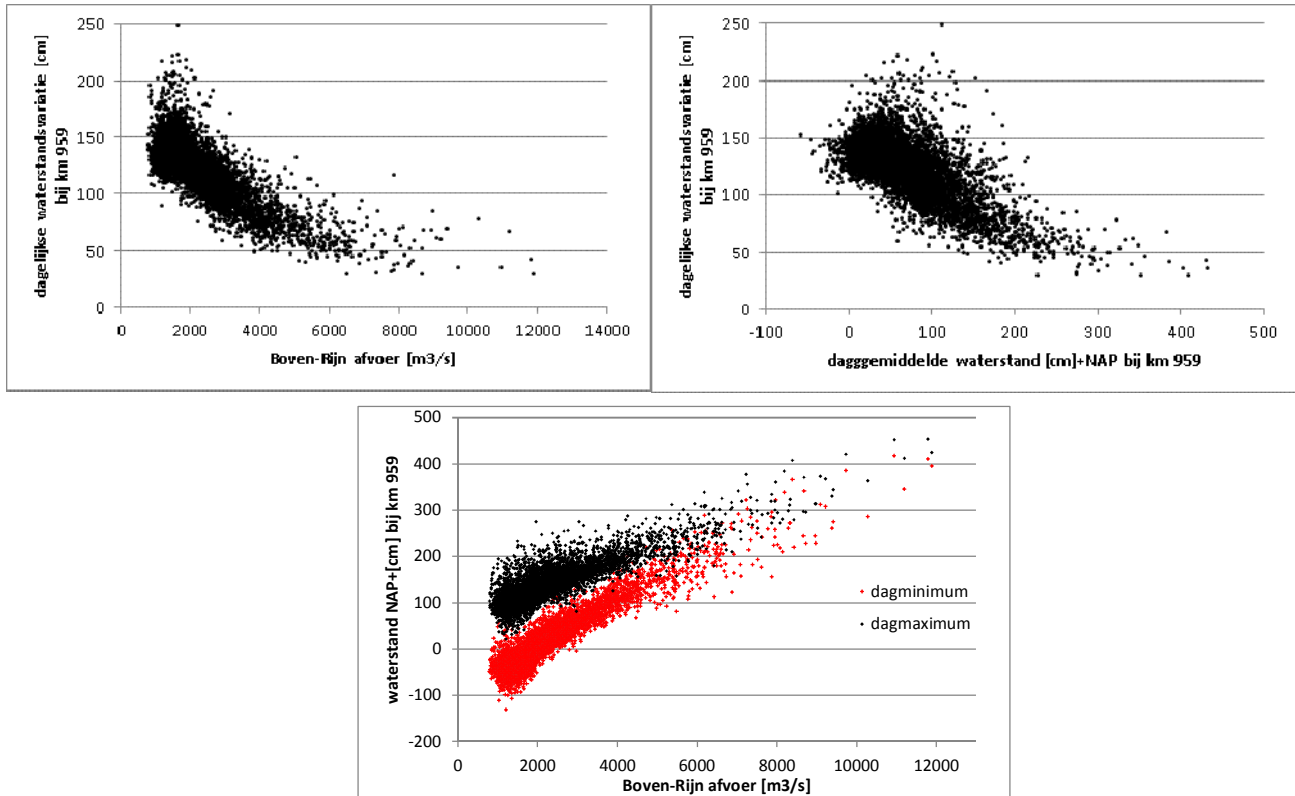 dagelijkse waterstandsvariatie [cm]
bij km 959
250
200
150
100
50
0
0 2000 4000 6000 8000 10000 12000 14000
Boven-Rijn afvoer [m3/s]
dagelijkse waterstandsvariatie [cm]
bij km 959
250
200
150
100
50
0
-100 0 100 200 300 400 500
dagggemiddelde waterstand [cm]+NAP bij km 959
waterstand NAP+[cm] bij km 959
500
400
300
200
100
0
-100
-200
0 2000 4000 6000 8000 10000 12000
Boven-Rijn afvoer [m3/s]
dagminimum
dagmaximum